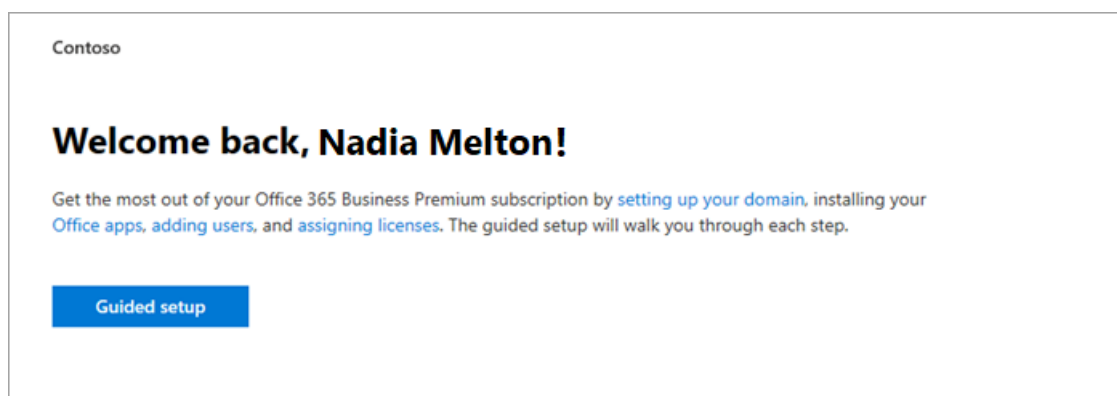 Contoso
Welcome back, Nadia Melton!
Get the most out of your Office 365 Business Premium subscription by setting up your domain, installing your
Office apps, adding users, and assigning licenses. The guided setup will walk you through each step.
Guided setup